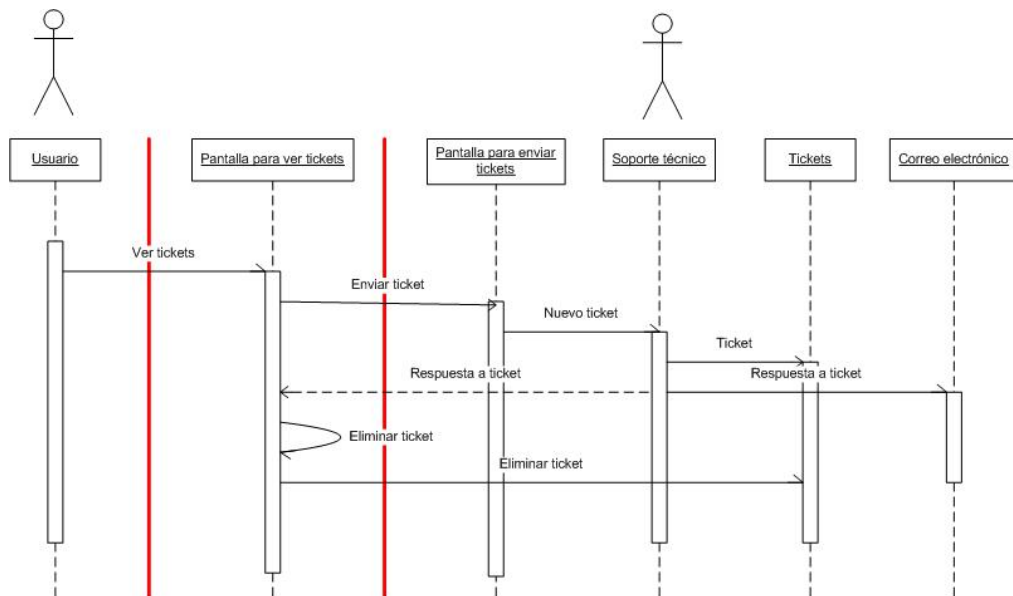 Usuario
Pantalla para ver tickets
Pantalla para enviar
tickets
Soporte técnico
Tickets
Correo electrónico
Ver tickets
Enviar ticket
Nuevo ticket
Ticket
Respuesta a ticket
Respuesta a ticket
Eliminar ticket
Eliminar ticket